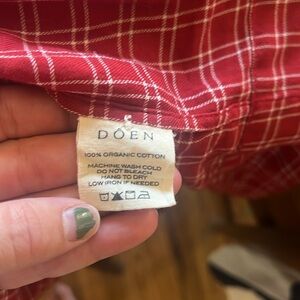 DÔEN
100% ORGANIC COTTON
MACHINE WASH COLD
DO NOT BLEACH
HANG TO DRY
LOW IRON IF NEEDED